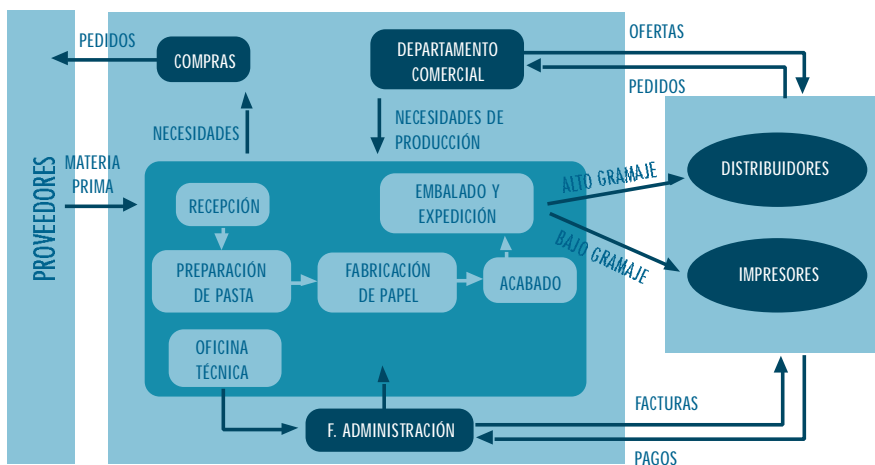 PEDIDOS
COMPRAS
DEPARTAMENTO
COMERCIAL
OFERTAS
PEDIDOS
NECESIDADES
NECESIDADES DE
PRODUCCIÓN
PROVEEDORES
MATERIA
PRIMA
RECEPCIÓN
EMBALADO Y
EXPEDICIÓN
ALTO GRAMAJE
BAJO GRAMAJE
DISTRIBUIDORES
IMPRESORES
PREPARACIÓN
DE PASTA
FABRICACIÓN
DE PAPEL
ACABADO
OFICINA
TÉCNICA
F. ADMINISTRACIÓN
FACTURAS
PAGOS